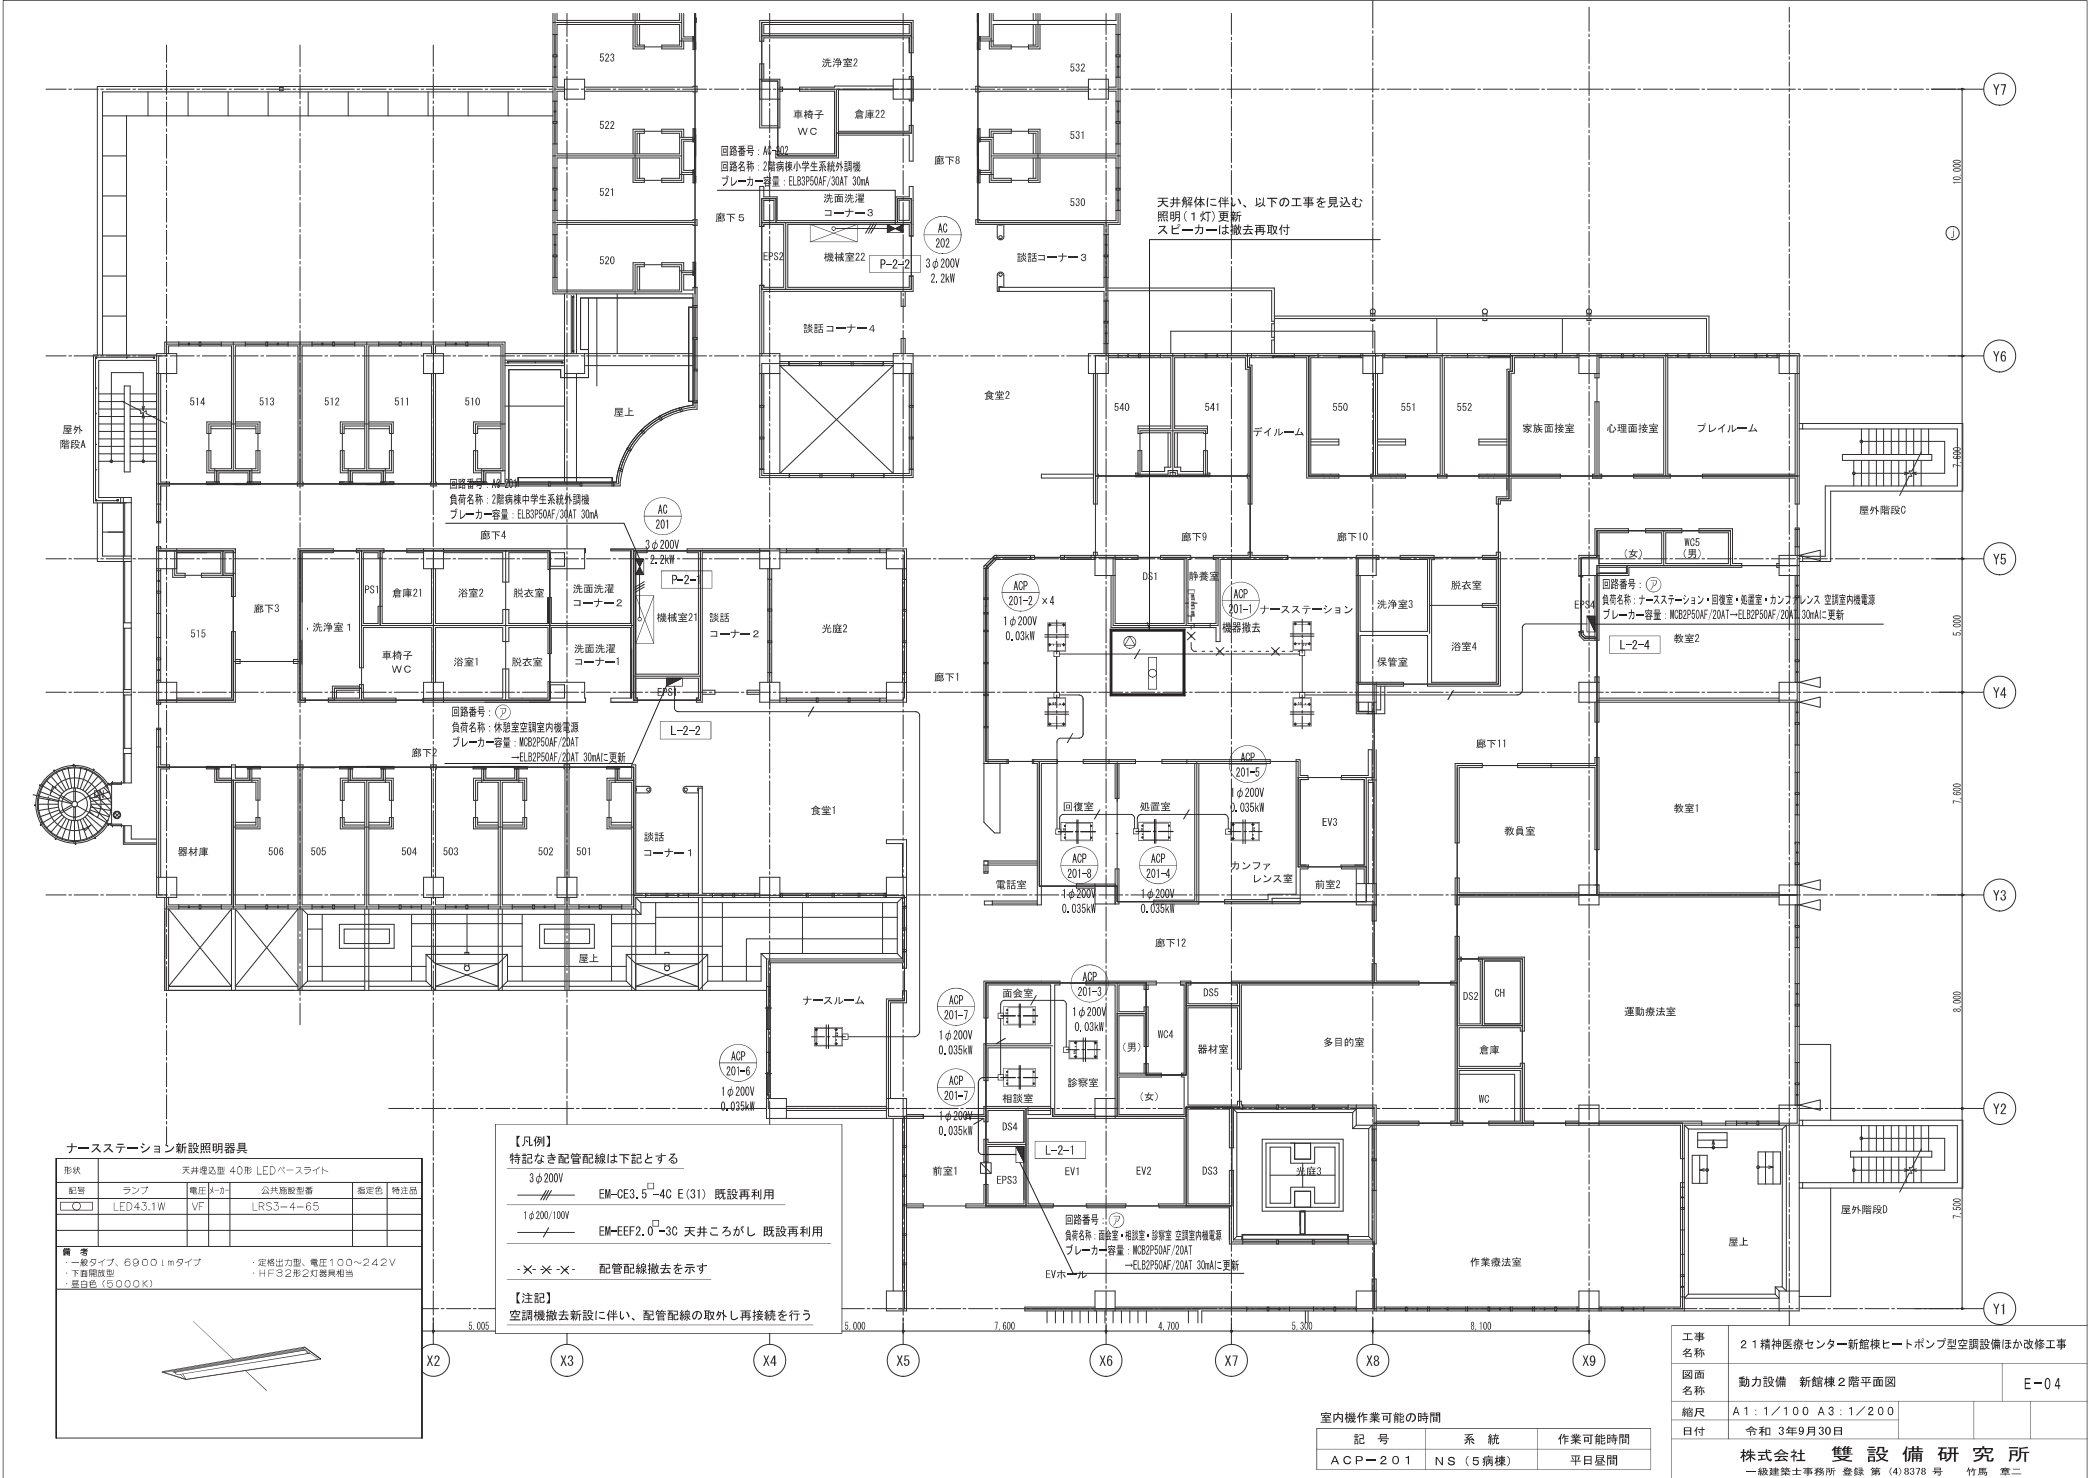 523
洗浄室2
532
Y7
522
車椅子
WC
倉庫22
531
回路番号：AC-202
回路名称：2階病棟小学生系統外調機
ブレーカー容量：ELB3P50AF/30AT 30mA
廊下8
10,000
521
洗面洗濯
コーナー3
530
廊下5
天井解体に伴い、以下の工事を見込む
照明(1灯)更新
スピーカーは撤去再取付
AC
202
3φ200V
2.2kW
520
EPS2
機械室22
P-2-2
談話コーナー3
談話コーナー4
Y6
514
513
512
511
510
屋上
食堂2
540
541
デイルーム
550
551
552
家族面接室
心理面接室
プレイルーム
屋外
階段A
7,600
回路番号：AC-201
負荷名称：2階病棟中学生系統外調機
ブレーカー容量：ELB3P50AF/30AT 30mA
AC
201
3φ200V
2.2kW
屋外階段C
廊下4
廊下9
廊下10
(女)
WC5
(男)
Y5
P-2-1
515
廊下3
洗浄室1
PS1
倉庫21
浴室2
脱衣室
洗面洗濯
コーナー2
機械室21
談話
コーナー2
光庭2
車椅子
WC
浴室1
脱衣室
洗面洗濯
コーナー1
EPS1
ACP
201-2
×4
1φ200V
0.03kW
DS1
静養室
ACP
201-1
機器撤去
ナースステーション
洗浄室3
脱衣室
保管室
浴室4
EPS4
回路番号：㋐
負荷名称：ナースステーション・回復室・処置室・カンファレンス 空調室内機電源
ブレーカー容量：MCB2P50AF/20AT→ELB2P50AF/20AT 30mAに更新
L-2-4
教室2
5,000
廊下1
Y4
回路番号：㋐
負荷名称：休憩室空調室内機電源
ブレーカー容量：MCB2P50AF/20AT
→ELB2P50AF/20AT 30mAに更新
L-2-2
廊下2
廊下11
器材庫
506
505
504
503
502
501
談話
コーナー1
食堂1
回復室
処置室
ACP
201-5
1φ200V
0.035kW
ACP
201-8
1φ200V
0.035kW
ACP
201-4
1φ200V
0.035kW
カンファ
レンス室
EV3
前室2
電話室
教員室
教室1
7,600
Y3
屋上
廊下12
ナースルーム
ACP
201-6
1φ200V
0.035kW
ACP
201-7
1φ200V
0.035kW
面会室
ACP
201-3
1φ200V
0.03kW
ACP
201-7
1φ200V
0.035kW
相談室
診察室
(男)
WC4
(女)
DS5
器材室
多目的室
DS2
CH
倉庫
WC
運動療法室
8,000
Y2
DS4
L-2-1
前室1
EPS3
EV1
EV2
DS3
光庭3
回路番号：㋐
負荷名称：面会室・相談室・診察室 空調室内機電源
ブレーカー容量：MCB2P50AF/20AT
→ELB2P50AF/20AT 30mAに更新
EVホール
作業療法室
屋上
屋外階段D
7,500
Y1
ナースステーション新設照明器具
形状
天井埋込型 40形 LEDベースライト
記号
ランプ
電圧
メーカー
公共施設型番
指定色
特注品
LED43.1W
VF
LRS3-4-65
備考
・一般タイプ、6900lmタイプ
・定格出力型、電圧100～242V
・下面開放型
・HF32形2灯器具相当
・昼白色（5000K）
【凡例】
特記なき配管配線は下記とする
3φ200V
EM-CE3.5□-4C E(31) 既設再利用
1φ200/100V
EM-EEF2.0□-3C 天井ころがし 既設再利用
-×-×-×-
配管配線撤去を示す
【注記】
空調機撤去新設に伴い、配管配線の取外し再接続を行う
5,005
5,000
7,600
4,700
5,300
8,100
X2
X3
X4
X5
X6
X7
X8
X9
室内機作業可能の時間
記　号
系　統
作業可能時間
ACP-201
NS（5病棟）
平日昼間
工事
名称
21精神医療センター新館棟ヒートポンプ型空調設備ほか改修工事
図面
名称
動力設備　新館棟2階平面図
E-04
縮尺
A1：1/100 A3：1/200
日付
令和 3年9月30日
株式会社　雙設備研究所
一級建築士事務所 登録 第 (4)8378 号　竹馬 章二